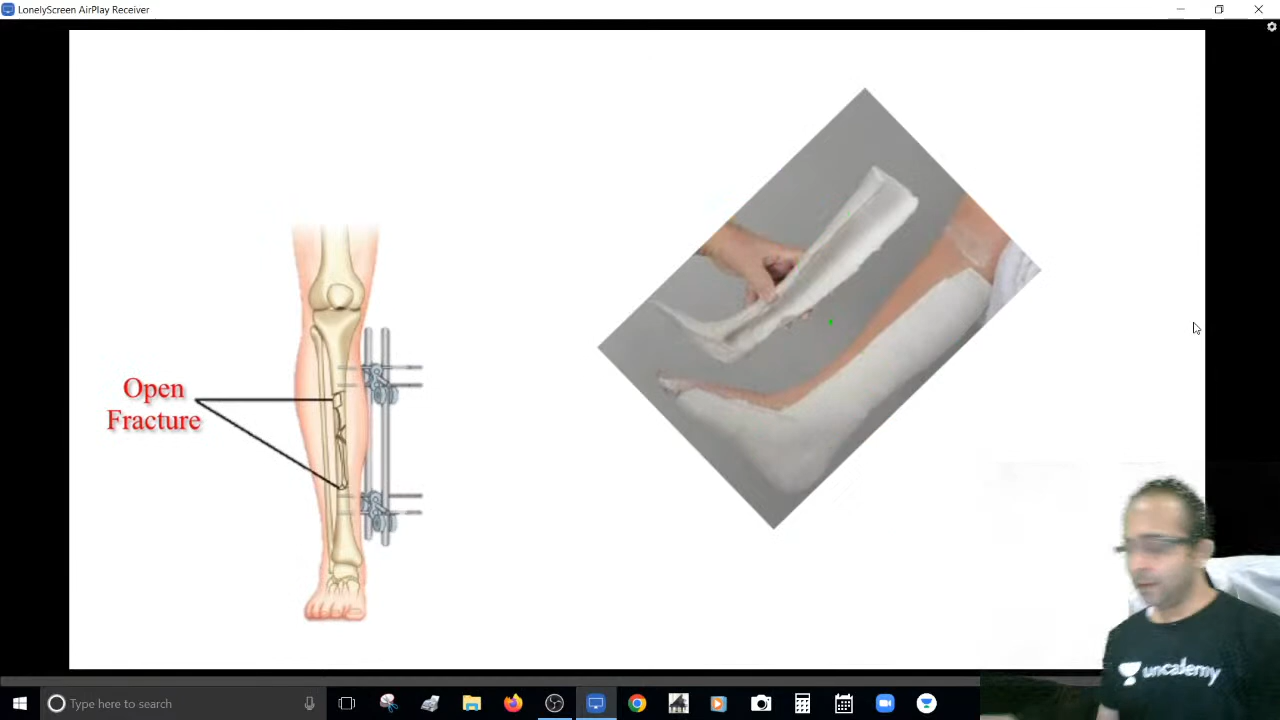 LonelyScreen AirPlay Receiver
Open
Fracture
unacademy
Type here to search